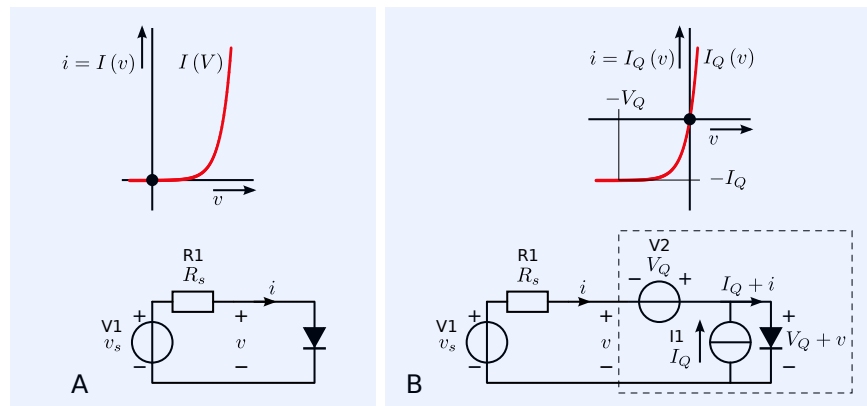 i = I (v)
I (V)
v
R1
R_s
i
+
+
V1
v_s
v
−
−
A
i = I_Q (v)
I_Q (v)
−V_Q
v
−I_Q
V2
R1
V_Q
R_s
i
−
+
I_Q + i
+
+
+
V1
v_s
v
I1
I_Q
V_Q + v
−
−
−
B